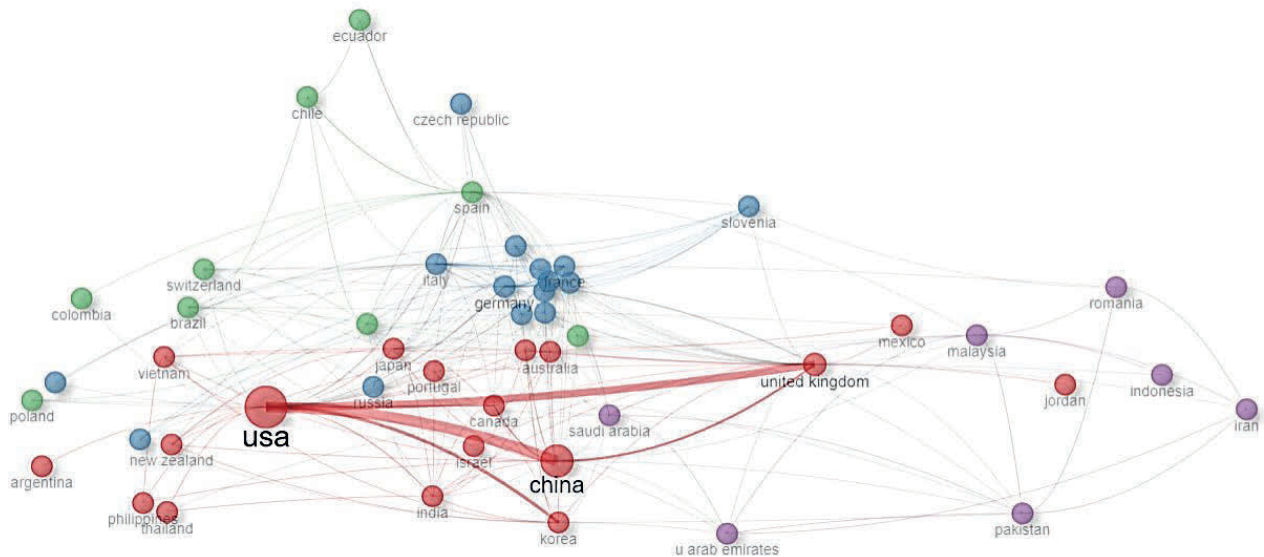 ecuador
chile
czech republic
spain
slovenia
switzerland
italy
france
germany
colombia
brazil
romania
mexico
malaysia
japan
australia
vietnam
portugal
united kingdom
indonesia
russia
jordan
poland
canada
saudi arabia
iran
usa
new zealand
israel
argentina
china
philippines
thailand
india
korea
pakistan
u arab emirates